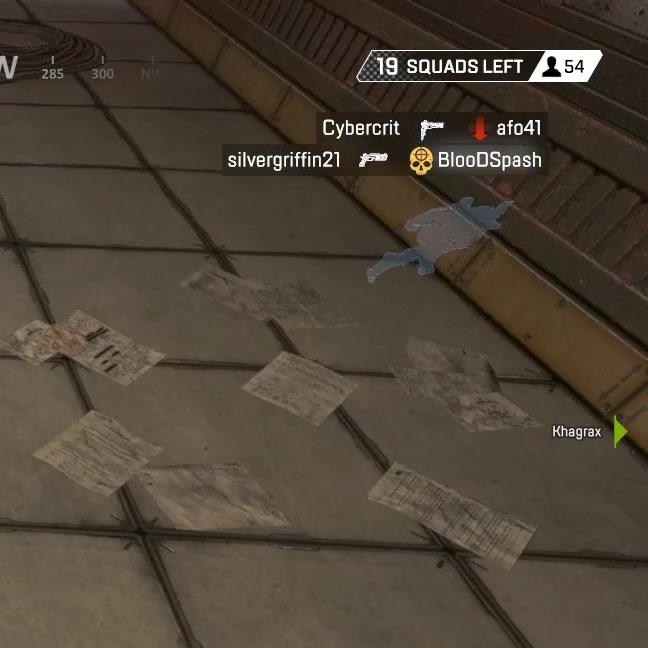 W 285 300 NW
19 SQUADS LEFT 54
Cybercrit afo41
silvergriffin21 BlooDSpash
Khagrax